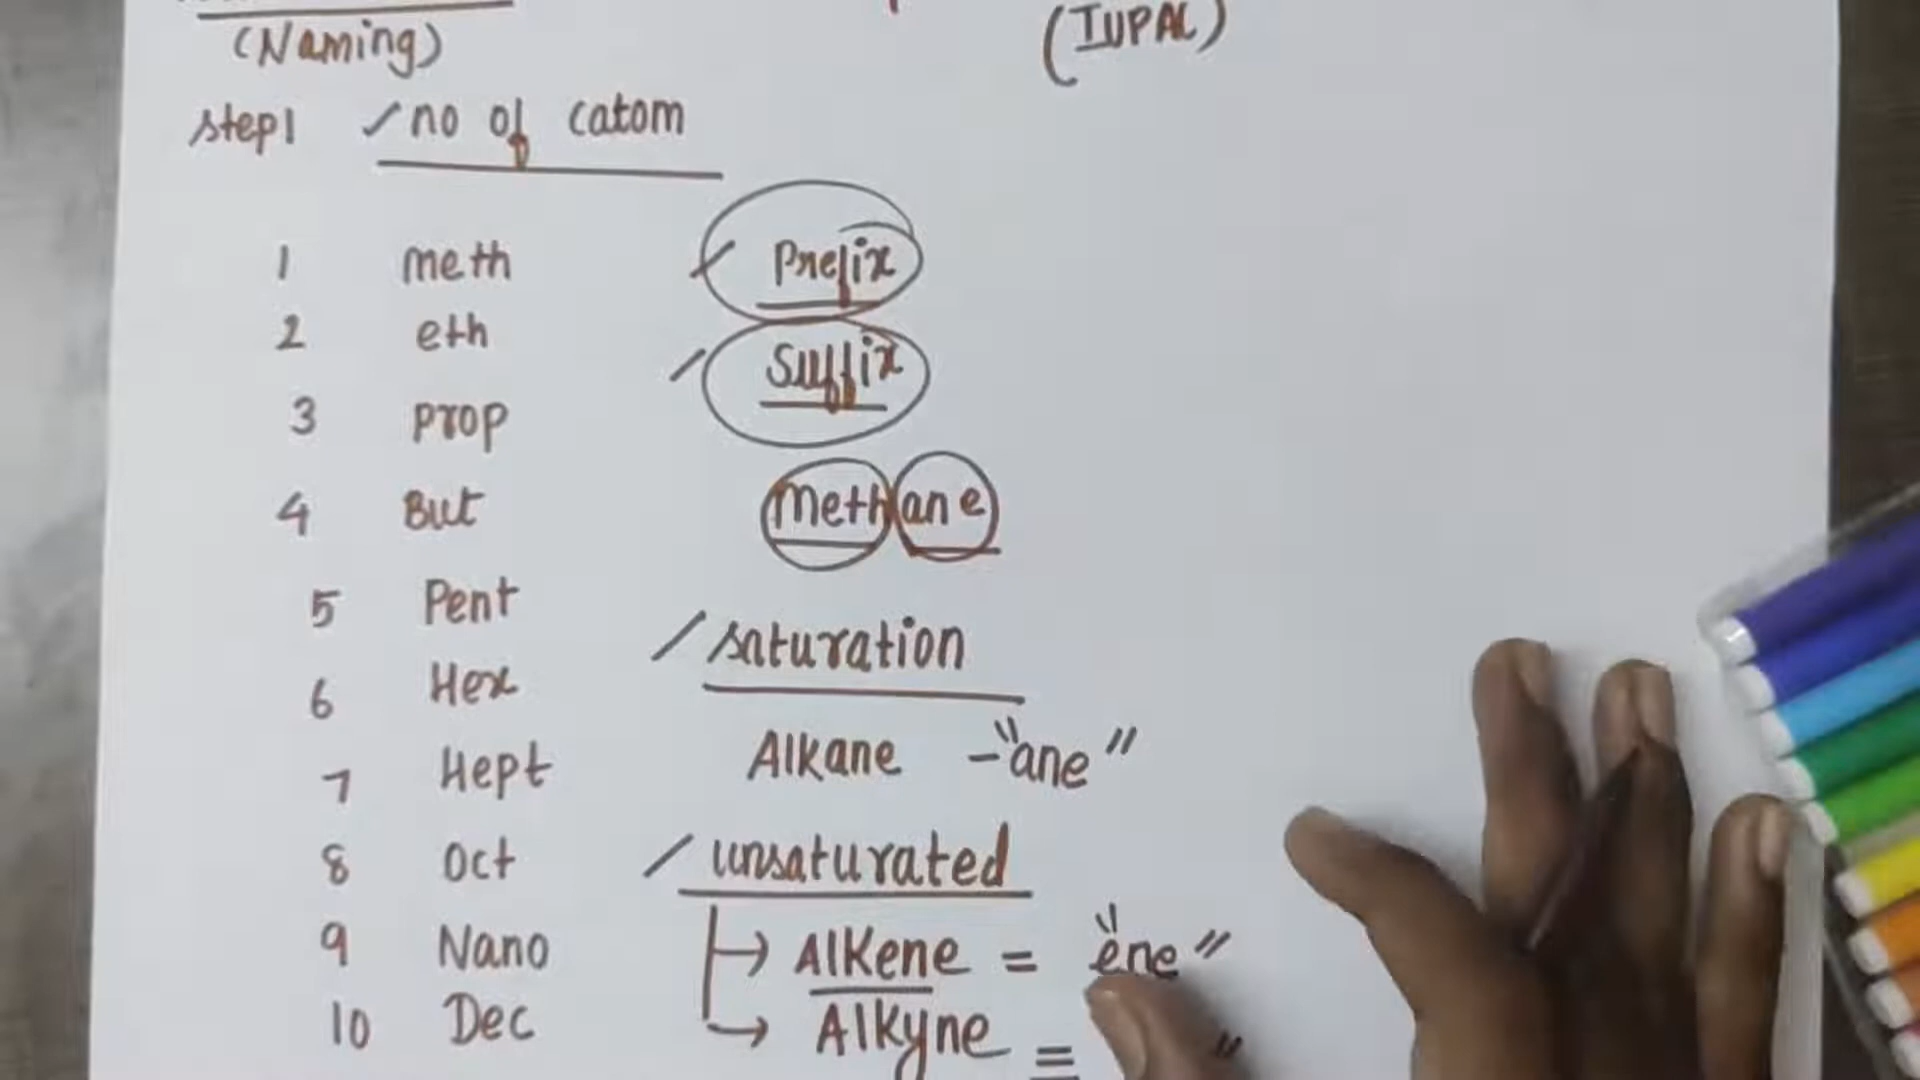 (Naming)
(IUPAC)
step1 ✓no of catom
1 meth
2 eth
3 prop
4 But
5 Pent
6 Hex
7 Hept
8 Oct
9 Nano
10 Dec
Prefix
Suffix
Methane
saturation
Alkane - "ane"
unsaturated
→ Alkene = "ene"
→ Alkyne = "